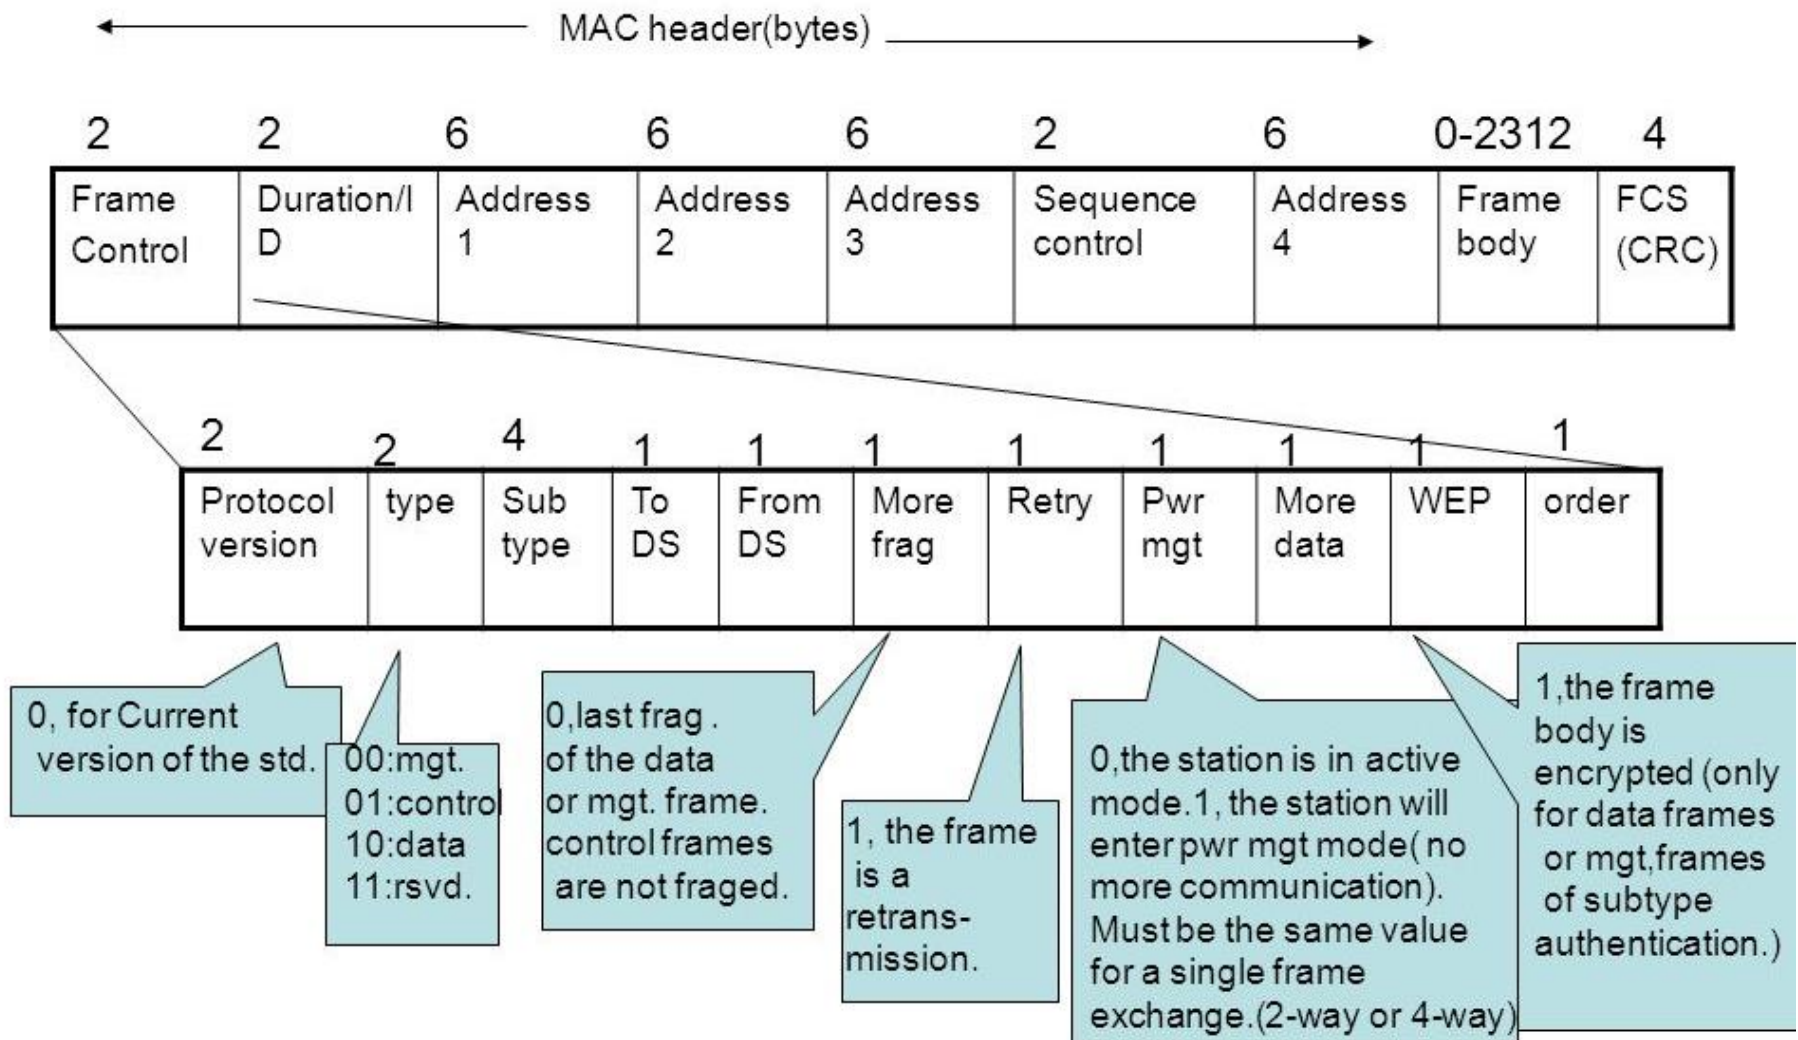 MAC header(bytes)
2 2 6 6 6 2 6 0-2312 4
Frame Control
Duration/I D
Address 1
Address 2
Address 3
Sequence control
Address 4
Frame body
FCS (CRC)
2 2 4 1 1 1 1 1 1 1 1
Protocol version
type
Sub type
To DS
From DS
More frag
Retry
Pwr mgt
More data
WEP
order
0, for Current
version of the std.
00:mgt.
01:control
10:data
11:rsvd.
0,last frag .
of the data
or mgt. frame.
control frames
are not fraged.
1, the frame
is a
retrans-
mission.
0,the station is in active
mode.1, the station will
enter pwr mgt mode( no
more communication).
Must be the same value
for a single frame
exchange.(2-way or 4-way)
1,the frame
body is
encrypted (only
for data frames
or mgt,frames
of subtype
authentication.)